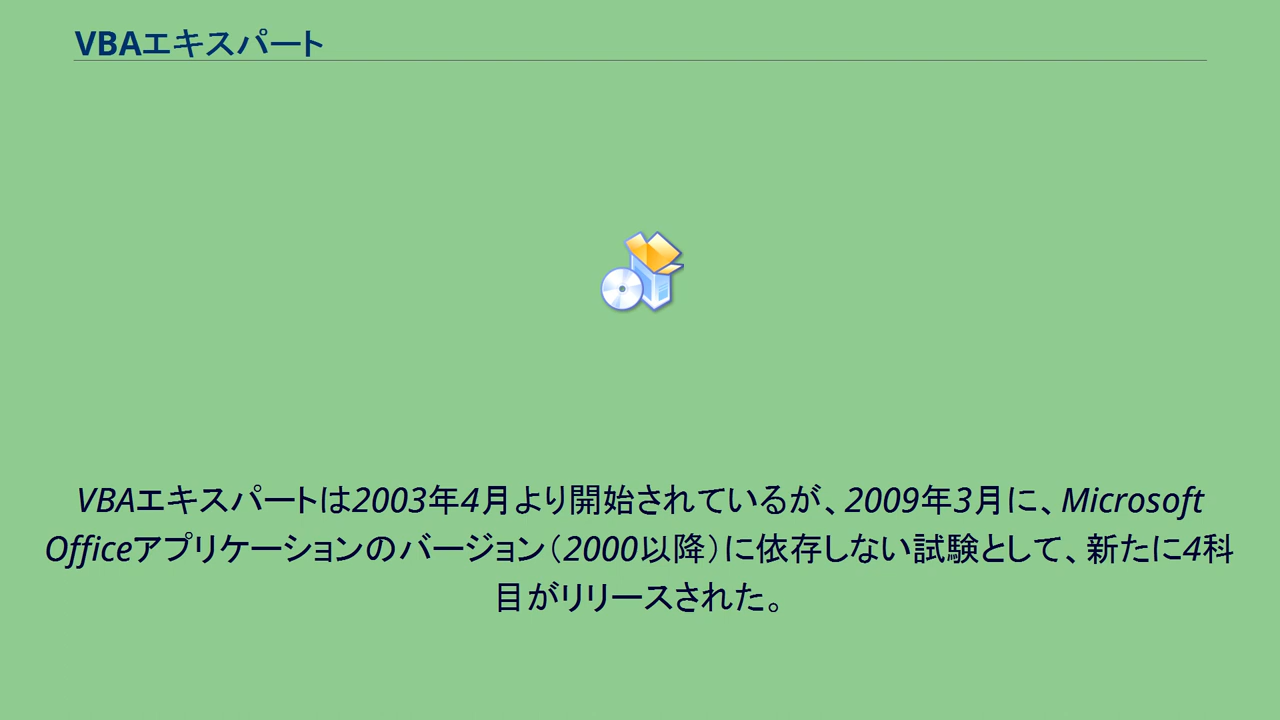 VBAエキスパート
VBAエキスパートは2003年4月より開始されているが、2009年3月に、Microsoft
Officeアプリケーションのバージョン（2000以降）に依存しない試験として、新たに4科
目がリリースされた。